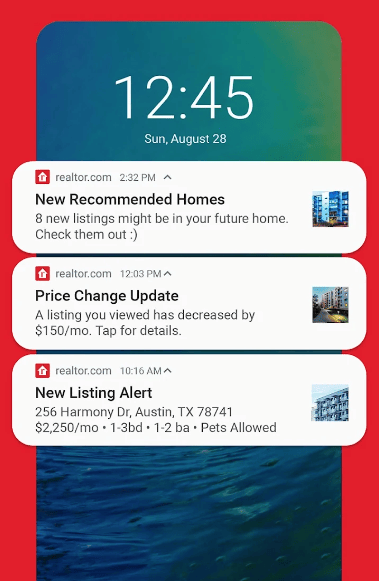 12:45
Sun, August 28
realtor.com 2:32 PM
New Recommended Homes
8 new listings might be in your future home.
Check them out :)
realtor.com 12:03 PM
Price Change Update
A listing you viewed has decreased by
$150/mo. Tap for details.
realtor.com 10:16 AM
New Listing Alert
256 Harmony Dr, Austin, TX 78741
$2,250/mo • 1-3bd • 1-2 ba • Pets Allowed